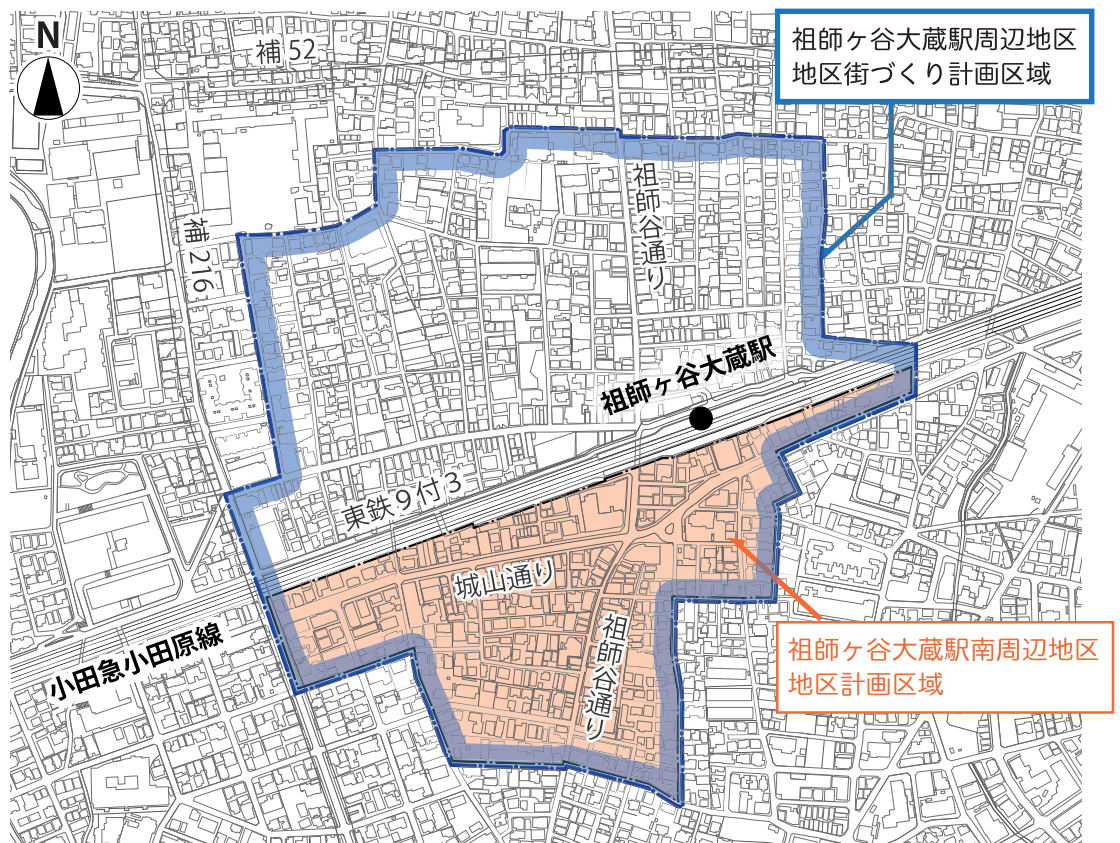 N
補52
祖師ヶ谷大蔵駅周辺地区
地区街づくり計画区域
補216
祖師谷通り
祖師ヶ谷大蔵駅
東鉄9付3
城山通り
祖師谷通り
小田急小田原線
祖師ヶ谷大蔵駅南周辺地区
地区計画区域